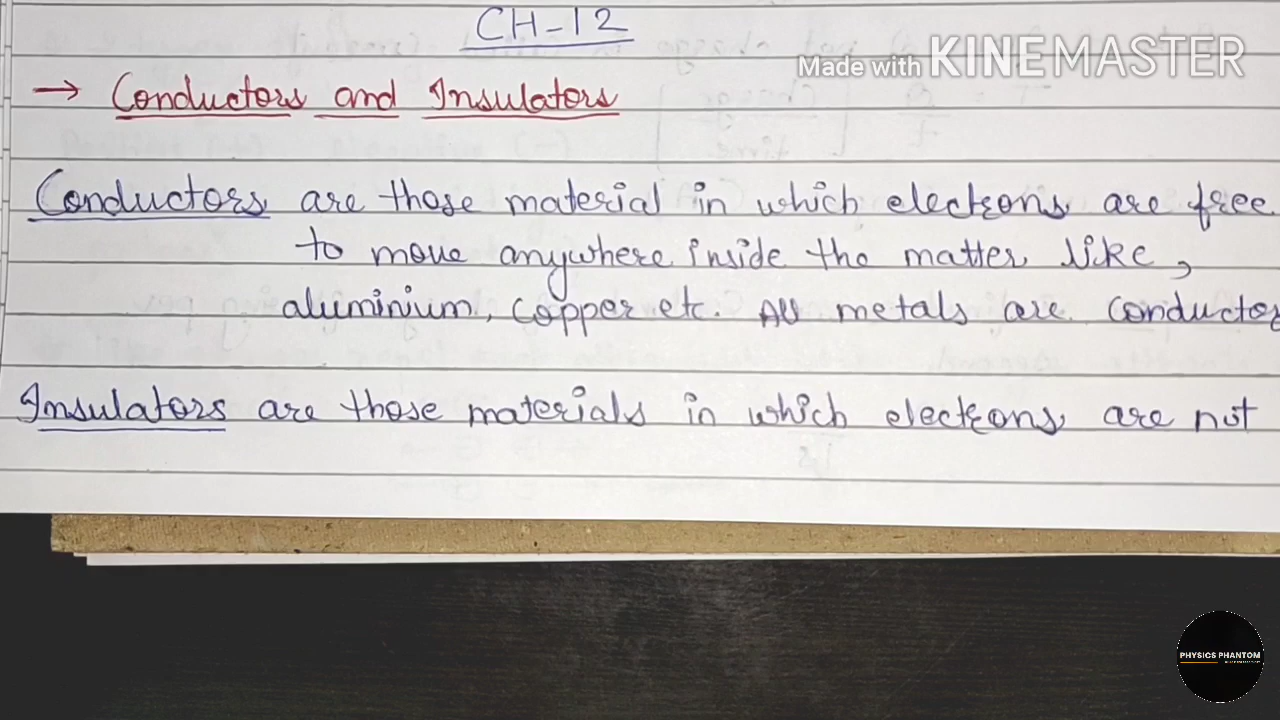 CH-12
Made with KINEMASTER
→ Conductors and Insulators
Conductors are those material in which electrons are free
to move anywhere inside the matter like,
aluminium, copper etc. All metals are conductor
Insulators are those materials in which electrons are not
PHYSICS PHANTOM